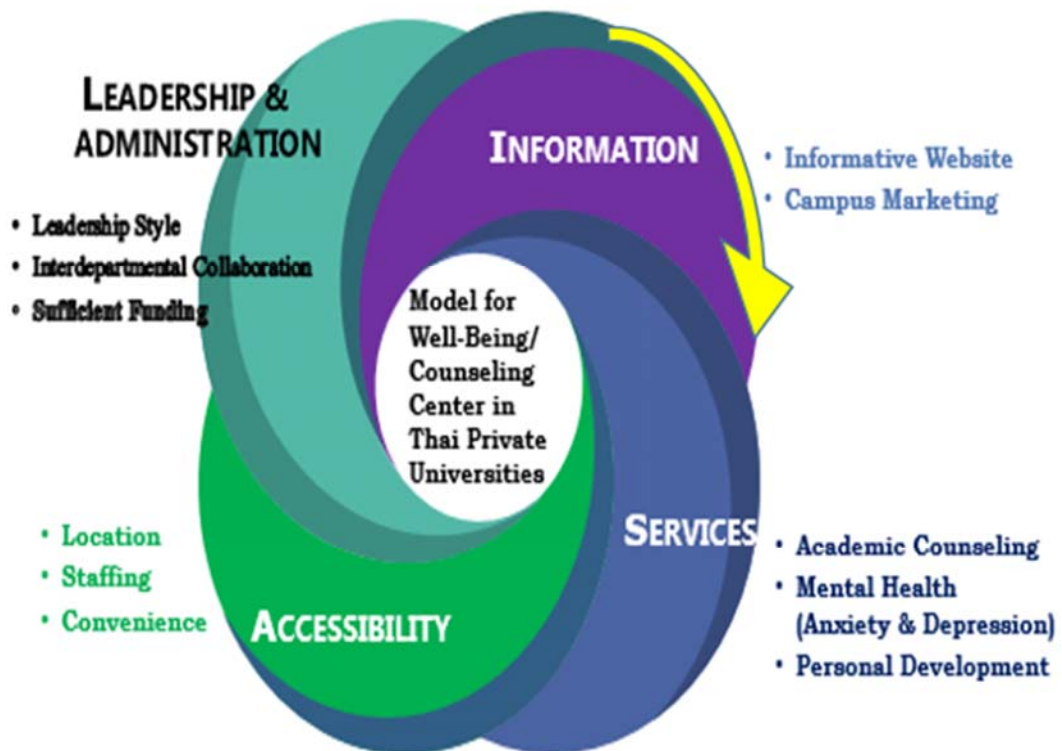 LEADERSHIP &
ADMINISTRATION
• Leadership Style
• Interdepartmental Collaboration
• Sufficient Funding
INFORMATION
• Informative Website
• Campus Marketing
Model for
Well-Being/
Counseling
Center in
Thai Private
Universities
SERVICES
• Academic Counseling
• Mental Health
(Anxiety & Depression)
• Personal Development
• Location
• Staffing
• Convenience
ACCESSIBILITY